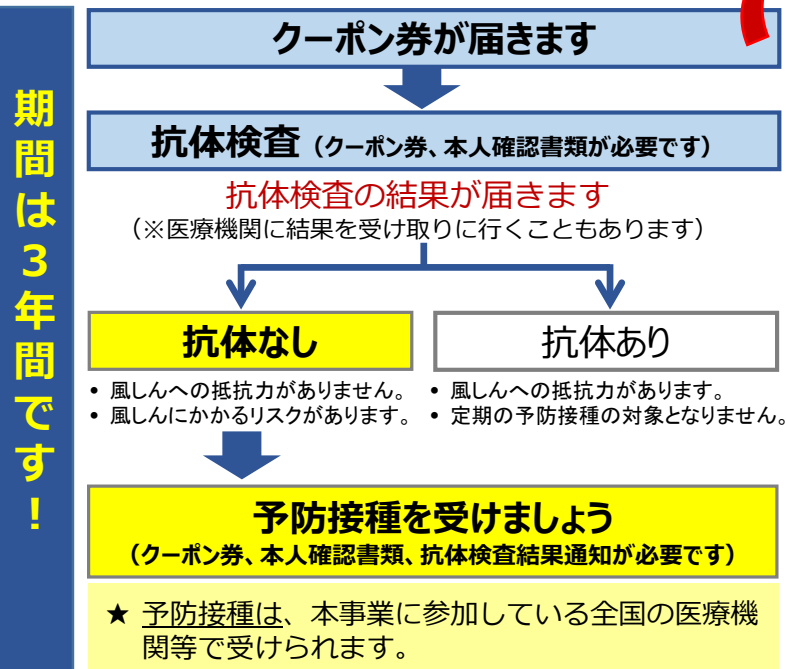 期間は3年間です!
クーポン券が届きます
抗体検査（クーポン券、本人確認書類が必要です）
抗体検査の結果が届きます
（※医療機関に結果を受け取りに行くこともあります）
抗体なし
• 風しんへの抵抗力がありません。
• 風しんにかかるリスクがあります。
抗体あり
• 風しんへの抵抗力があります。
• 定期の予防接種の対象となりません。
予防接種を受けましょう
（クーポン券、本人確認書類、抗体検査結果通知が必要です）
★ 予防接種は、本事業に参加している全国の医療機
関等で受けられます。